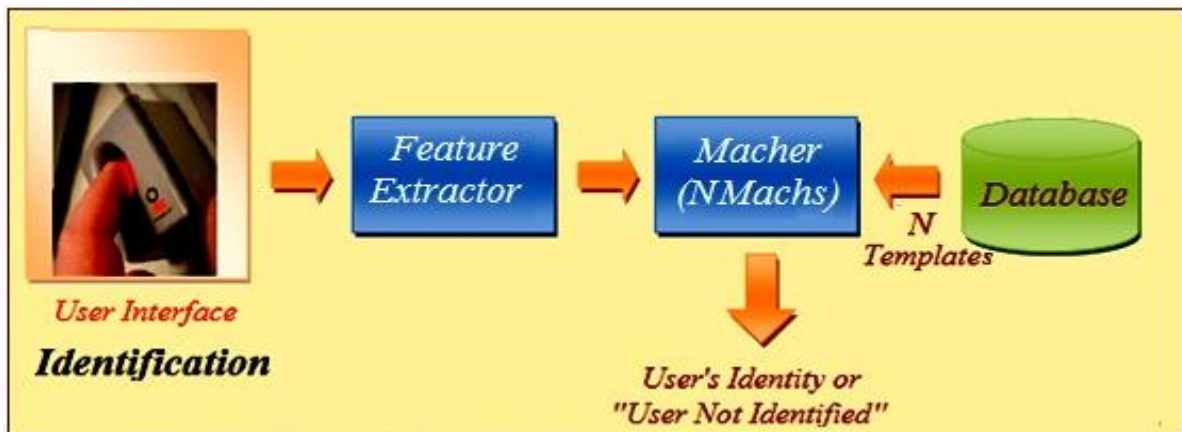 Feature
Extractor
Macher
(NMachs)
Database
N
Templates
User Interface
Identification
User's Identity or
"User Not Identified"